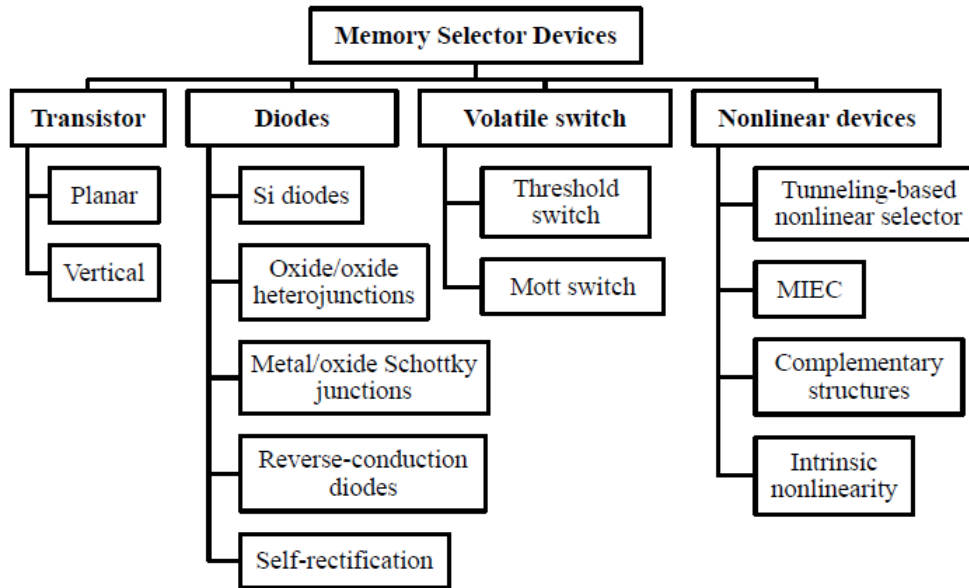 Memory Selector Devices
Transistor
Planar
Vertical
Diodes
Si diodes
Oxide/oxide
heterojunctions
Metal/oxide Schottky
junctions
Reverse-conduction
diodes
Self-rectification
Volatile switch
Threshold
switch
Mott switch
Nonlinear devices
Tunneling-based
nonlinear selector
MIEC
Complementary
structures
Intrinsic
nonlinearity